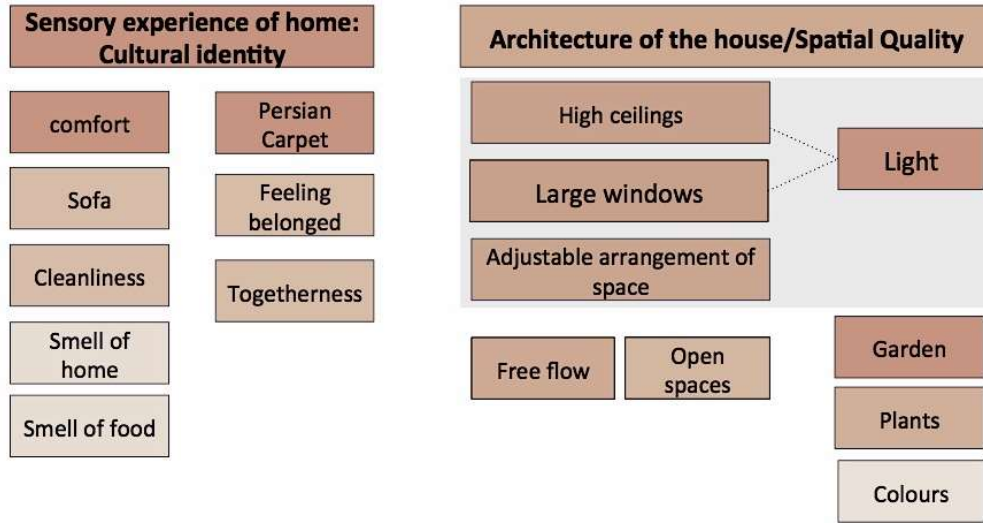 Sensory experience of home:
Cultural identity
comfort
Sofa
Cleanliness
Smell of
home
Smell of food
Persian
Carpet
Feeling
belonged
Togetherness
Architecture of the house/Spatial Quality
High ceilings
Large windows
Adjustable arrangement of
space
Light
Free flow
Open
spaces
Garden
Plants
Colours